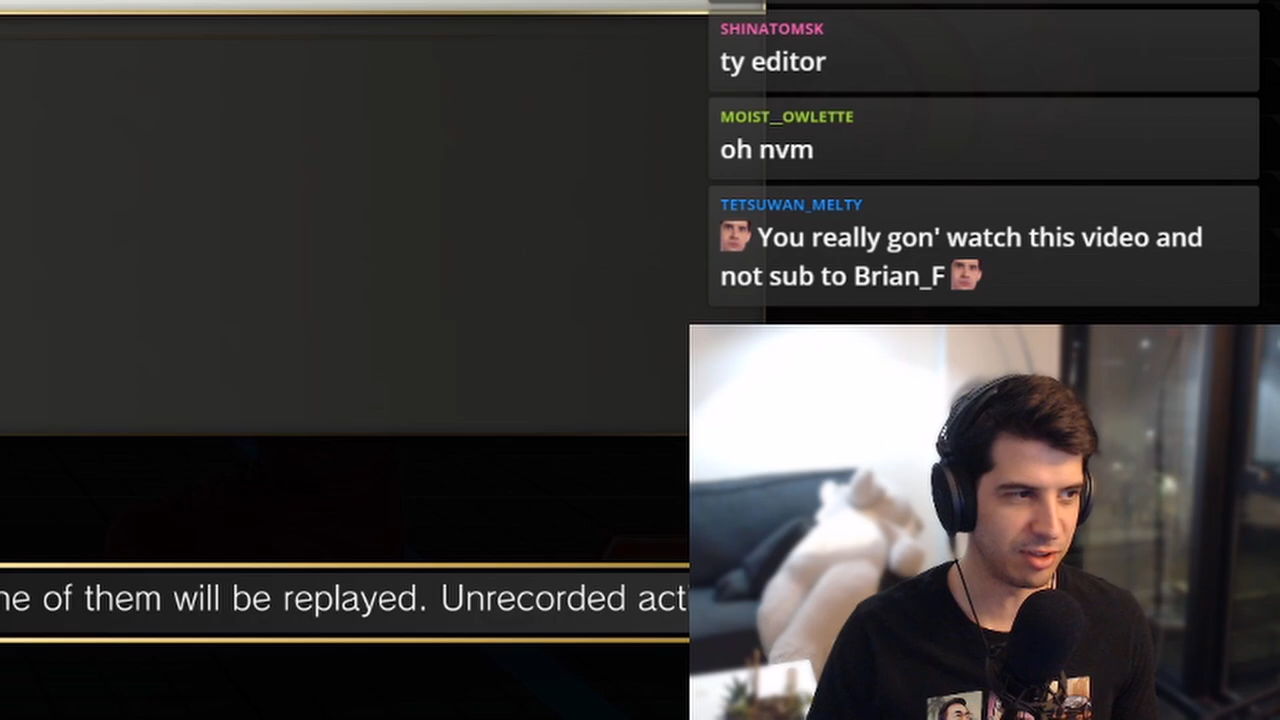 SHINATOMSK
ty editor
MOIST__OWLETTE
oh nvm
TETSUWAN_MELTY
You really gon' watch this video and
not sub to Brian_F
ne of them will be replayed. Unrecorded act